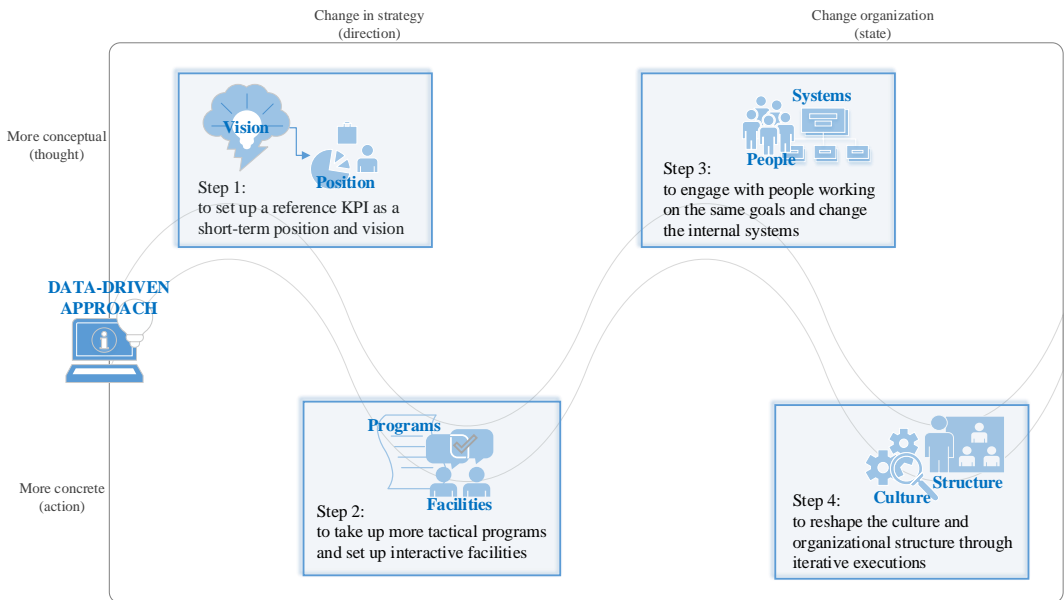 Change in strategy
(direction)
Change organization
(state)
More conceptual
(thought)
Vision
Position
Step 1:
to set up a reference KPI as a
short-term position and vision
Systems
People
Step 3:
to engage with people working
on the same goals and change
the internal systems
DATA-DRIVEN
APPROACH
More concrete
(action)
Programs
Facilities
Step 2:
to take up more tactical programs
and set up interactive facilities
Structure
Culture
Step 4:
to reshape the culture and
organizational structure through
iterative executions